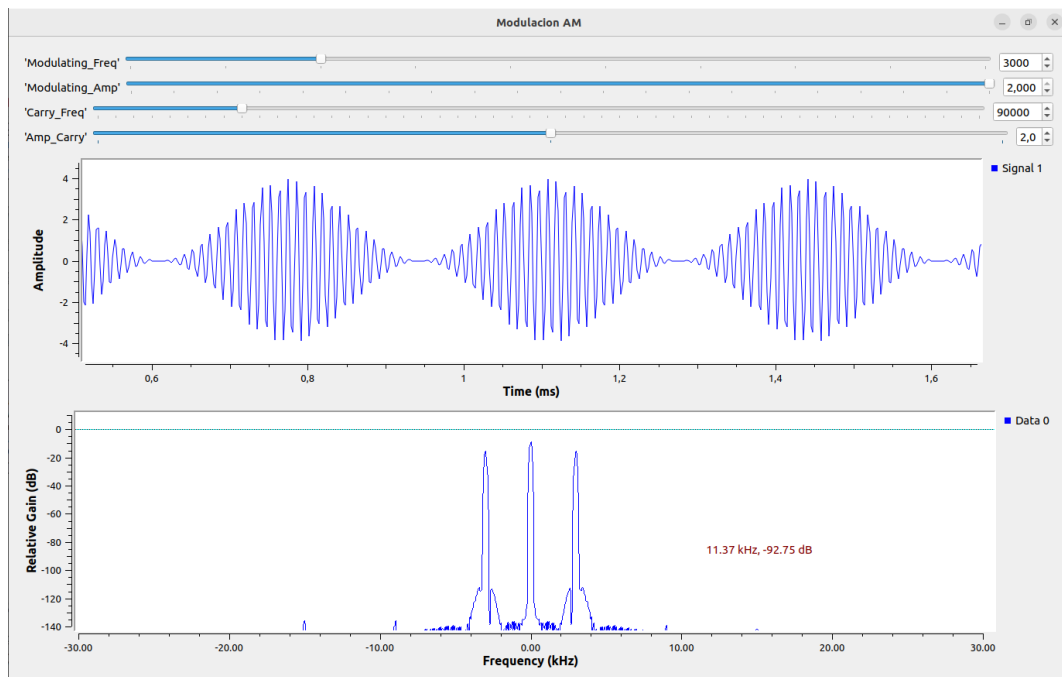 Modulacion AM
'Modulating_Freq' 3000
'Modulating_Amp' 2,000
'Carry_Freq' 90000
'Amp_Carry' 2,0
Signal 1
4
2
0
-2
-4
Amplitude
0,6 0,8 1 1,2 1,4 1,6
Time (ms)
Data 0
0
-20
-40
-60
-80
-100
-120
-140
Relative Gain (dB)
11.37 kHz, -92.75 dB
-30.00 -20.00 -10.00 0.00 10.00 20.00 30.00
Frequency (kHz)